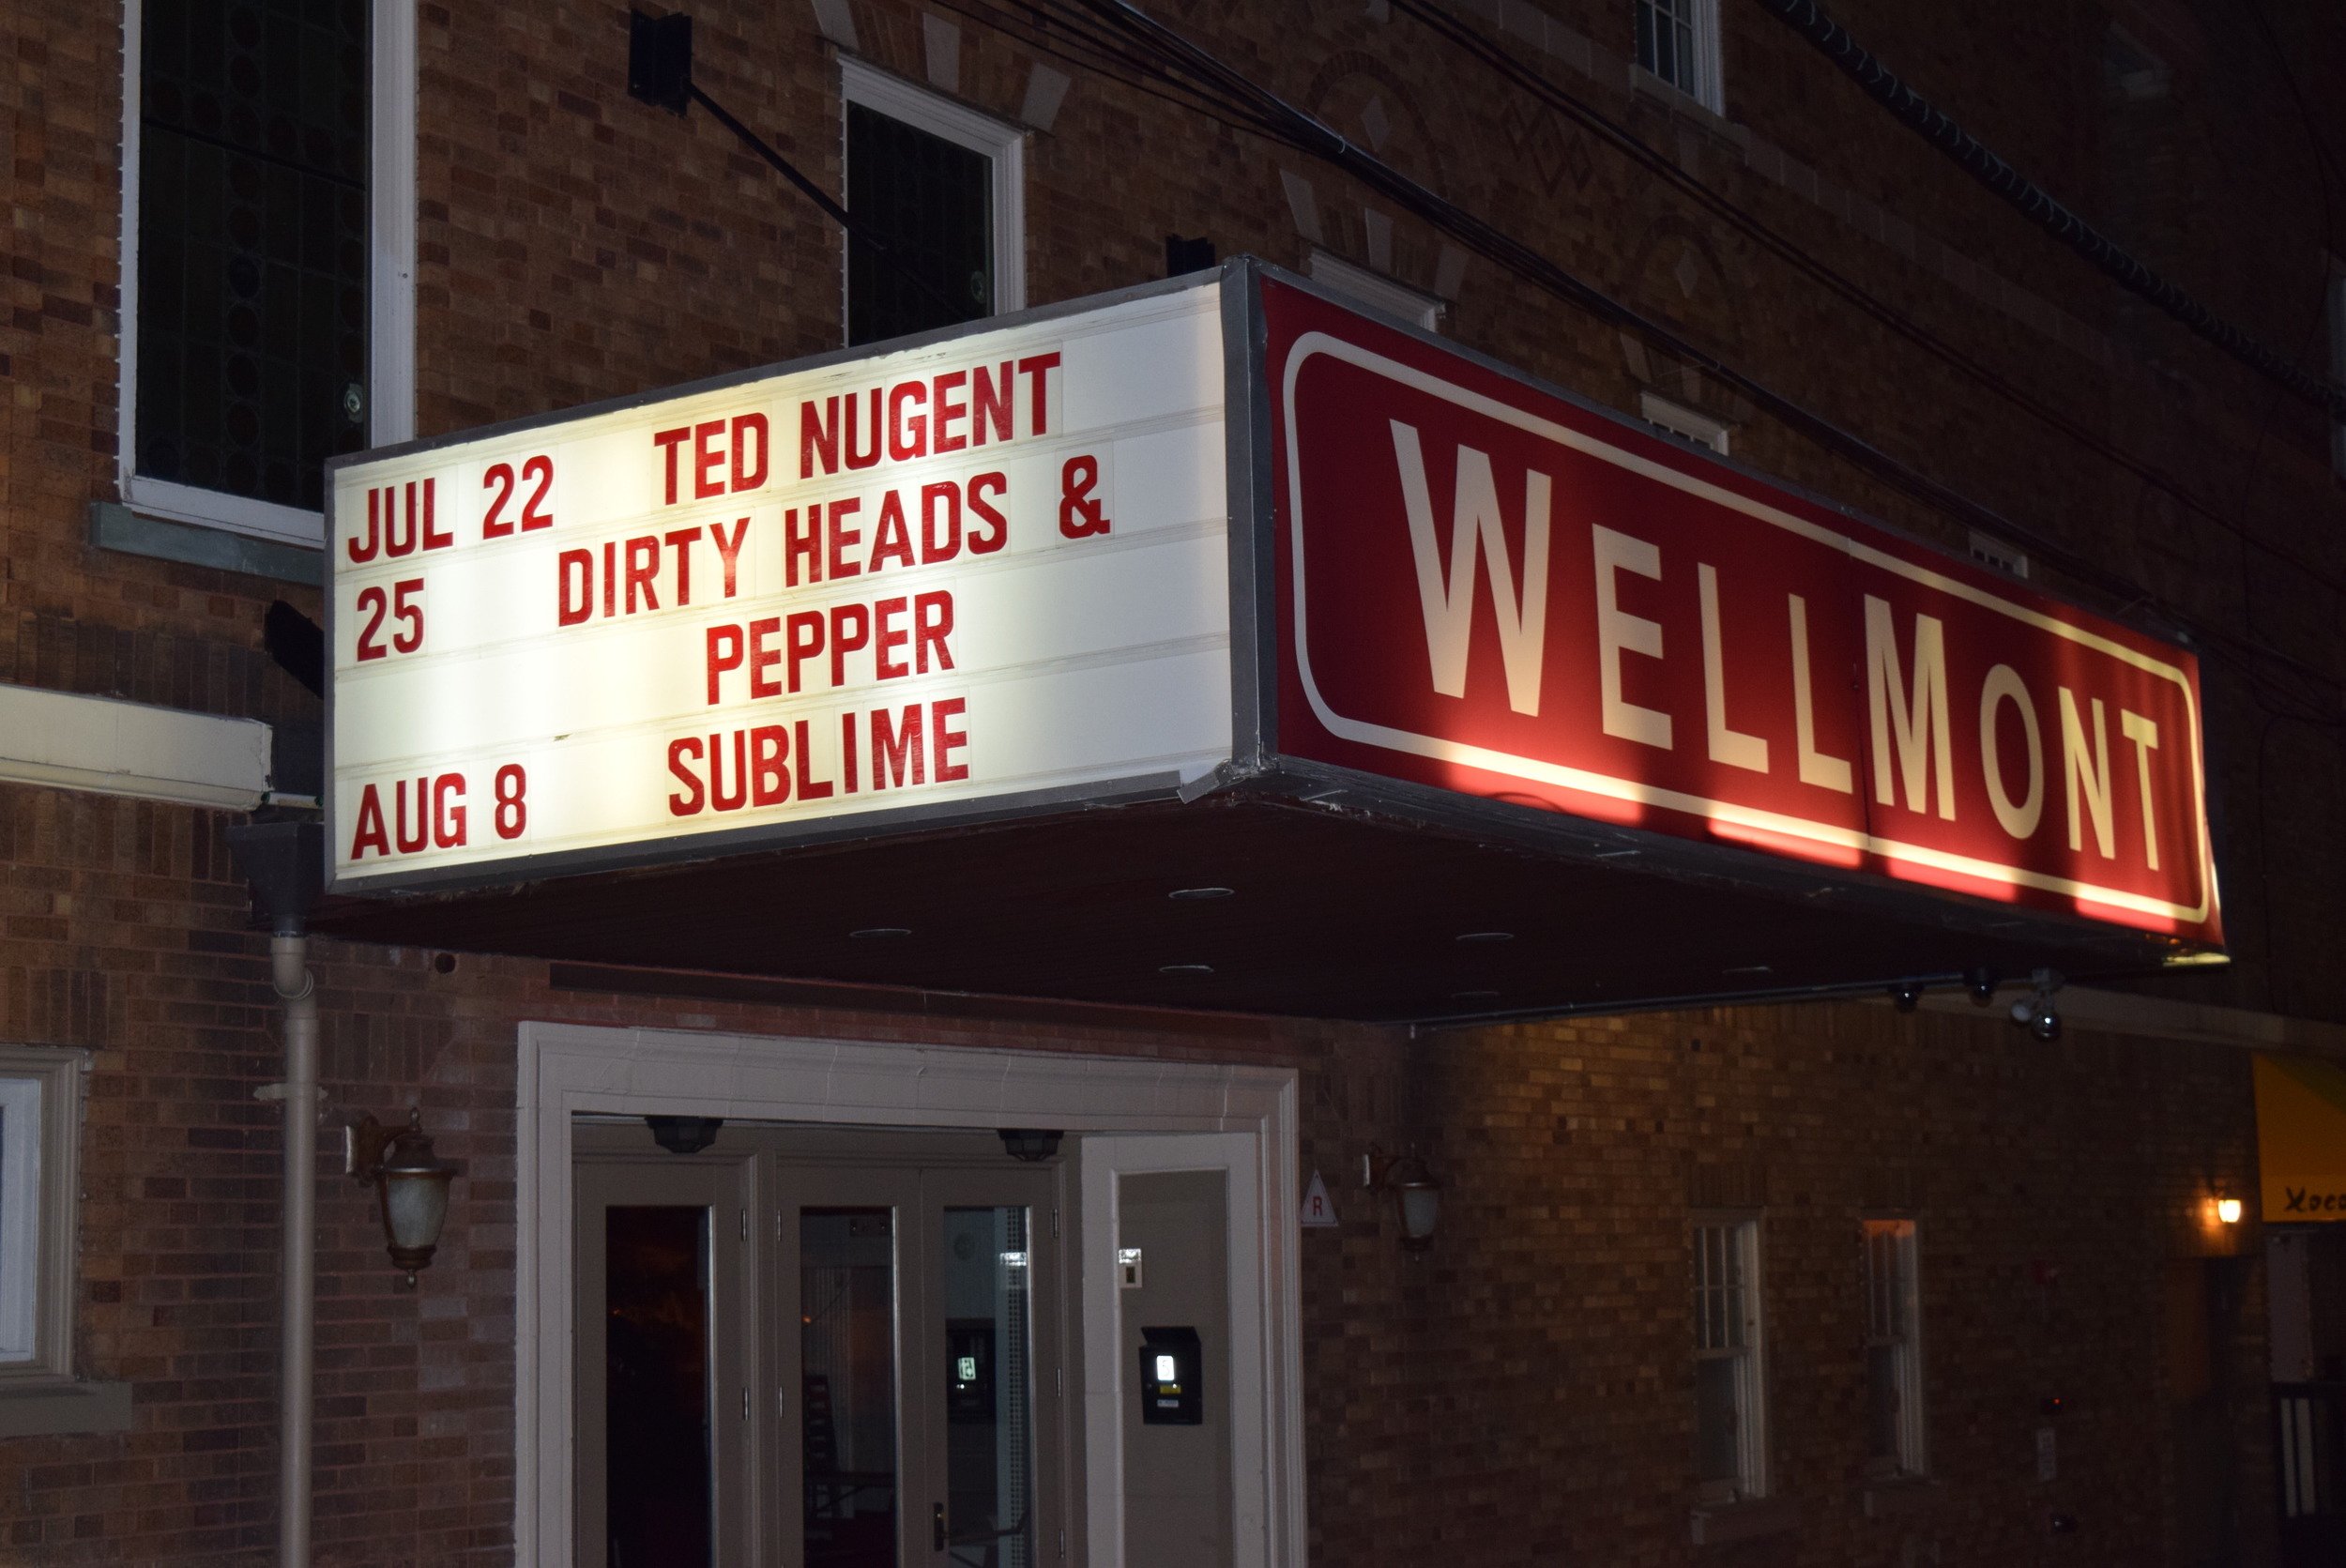 JUL 22 TED NUGENT
25 DIRTY HEADS &
PEPPER
AUG 8 SUBLIME
WELLMONT
R